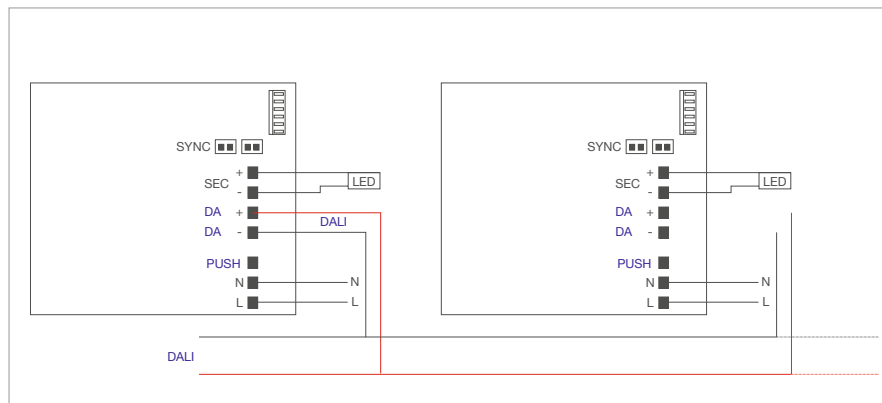 SYNC
+
SEC
-
LED
DA +
DALI
DA -
PUSH
N N
L L
SYNC
+
SEC
-
LED
DA +
DA -
PUSH
N N
L L
DALI